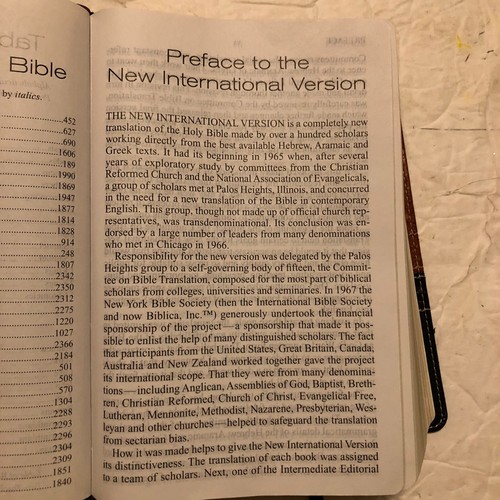 Bible
by italics.
452
627
690
1606
189
1990
1869
1947
1877
1814
1828
914
248
1807
2342
2350
2312
2275
1220
1027
2366
2184
501
508
570
1304
2288
2293
2296
2304
2309
1851
1840
Preface to the
New International Version
THE NEW INTERNATIONAL VERSION is a completely new
translation of the Holy Bible made by over a hundred scholars
working directly from the best available Hebrew, Aramaic and
Greek texts. It had its beginning in 1965 when, after several
years of exploratory study by committees from the Christian
Reformed Church and the National Association of Evangelicals,
a group of scholars met at Palos Heights, Illinois, and concurred
in the need for a new translation of the Bible in contemporary
English. This group, though not made up of official church rep-
resentatives, was transdenominational. Its conclusion was en-
dorsed by a large number of leaders from many denominations
who met in Chicago in 1966.
Responsibility for the new version was delegated by the Palos
Heights group to a self-governing body of fifteen, the Commit-
tee on Bible Translation, composed for the most part of biblical
scholars from colleges, universities and seminaries. In 1967 the
New York Bible Society (then the International Bible Society
and now Biblica, Inc.™) generously undertook the financial
sponsorship of the project—a sponsorship that made it pos-
sible to enlist the help of many distinguished scholars. The fact
that participants from the United States, Great Britain, Canada,
Australia and New Zealand worked together gave the project
its international scope. That they were from many denomina-
tions—including Anglican, Assemblies of God, Baptist, Breth-
ren, Christian Reformed, Church of Christ, Evangelical Free,
Lutheran, Mennonite, Methodist, Nazarene, Presbyterian, Wes-
leyan and other churches—helped to safeguard the translation
from sectarian bias.
How it was made helps to give the New International Version
its distinctiveness. The translation of each book was assigned
to a team of scholars. Next, one of the Intermediate Editorial